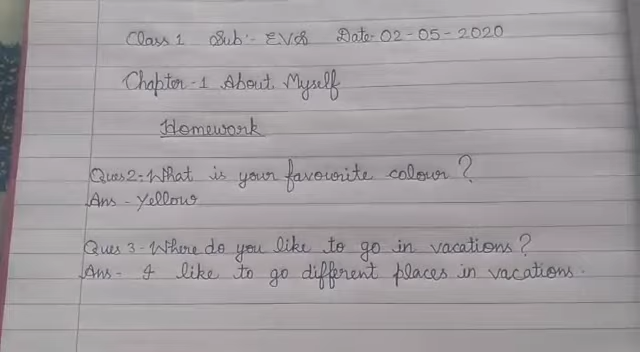 Class 1 Sub:- EVS Date-02-05-2020
Chapter-1 About Myself
Homework
Ques2:-What is your favourite colour?
Ans - Yellow
Ques 3-Where do you like to go in vacations?
Ans- I like to go different places in vacations.